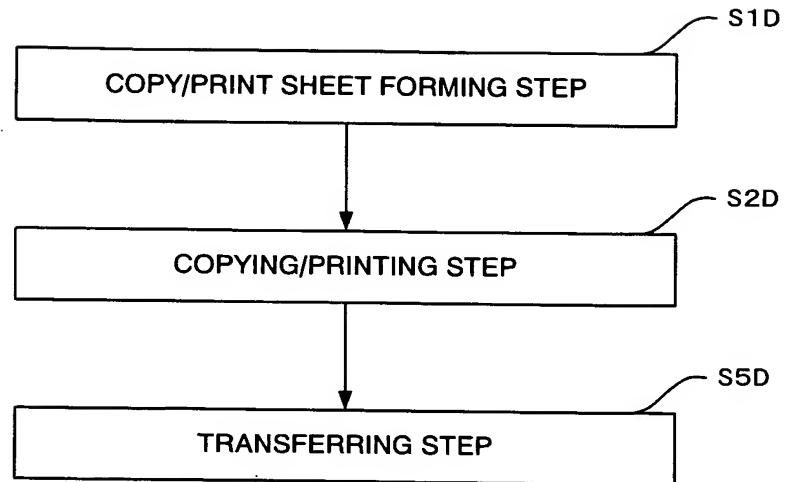 S1D
COPY/PRINT SHEET FORMING STEP
S2D
COPYING/PRINTING STEP
S5D
TRANSFERRING STEP